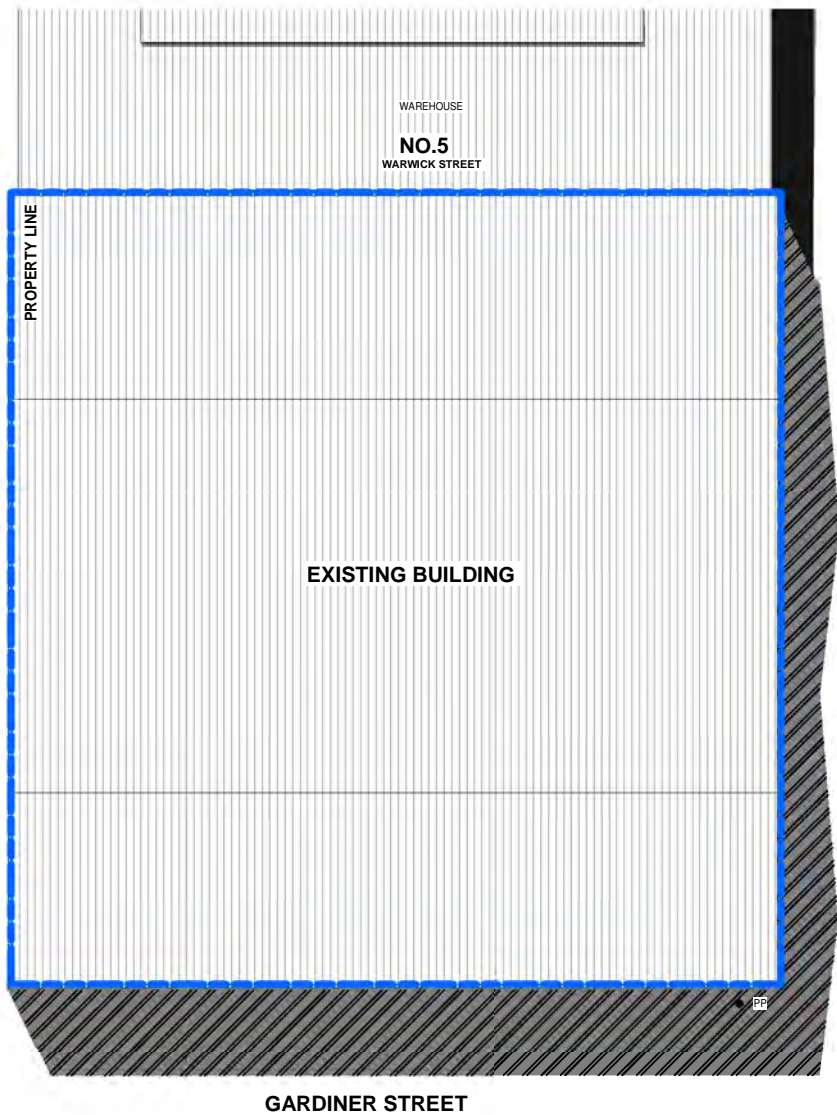 WAREHOUSE
NO.5
WARWICK STREET
PROPERTY LINE
EXISTING BUILDING
PP
GARDINER STREET